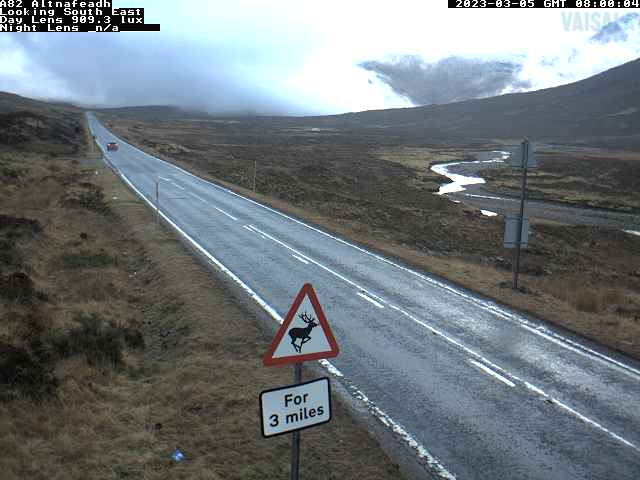 A82 Altnafeadh
Looking South East
Day Lens 909.3 lux
Night Lens n/a
2023-03-05 GMT 08:00:04
VAISALA
For
3 miles